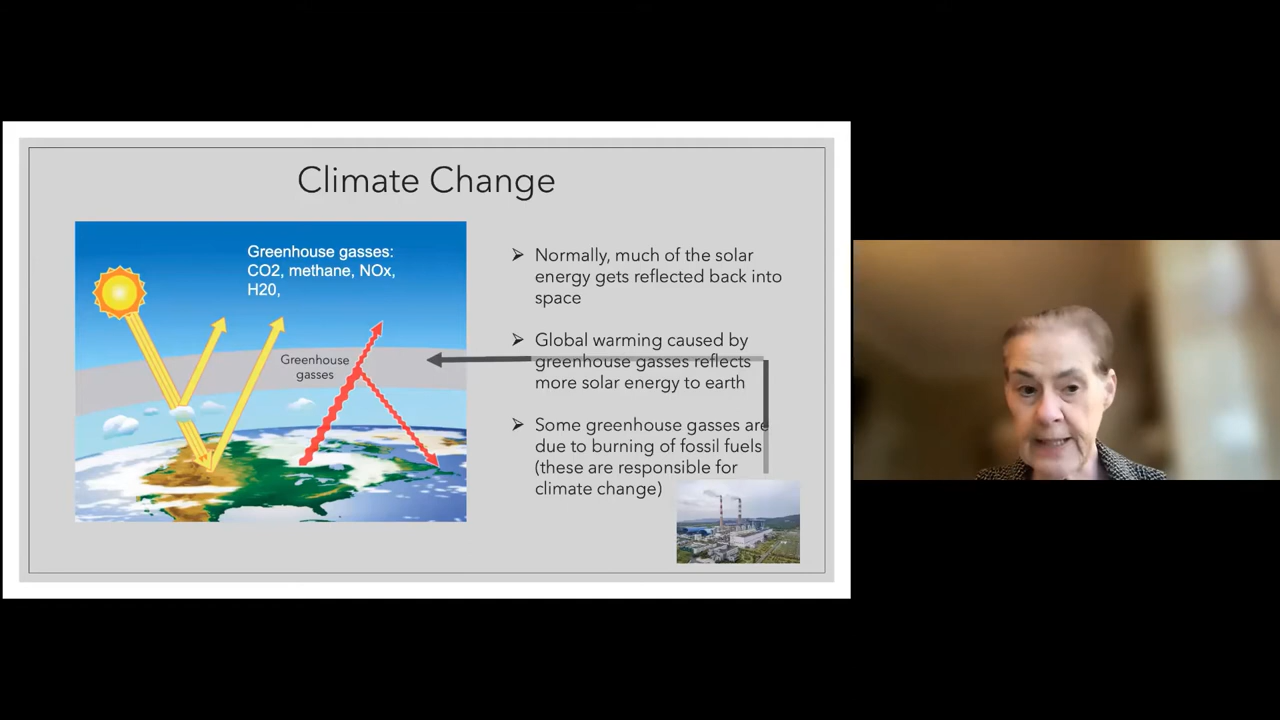 Climate Change
Greenhouse gasses:
CO2, methane, NOx,
H20,
Greenhouse
gasses
Normally, much of the solar
energy gets reflected back into
space
Global warming caused by
greenhouse gasses reflects
more solar energy to earth
Some greenhouse gasses are
due to burning of fossil fuels
(these are responsible for
climate change)